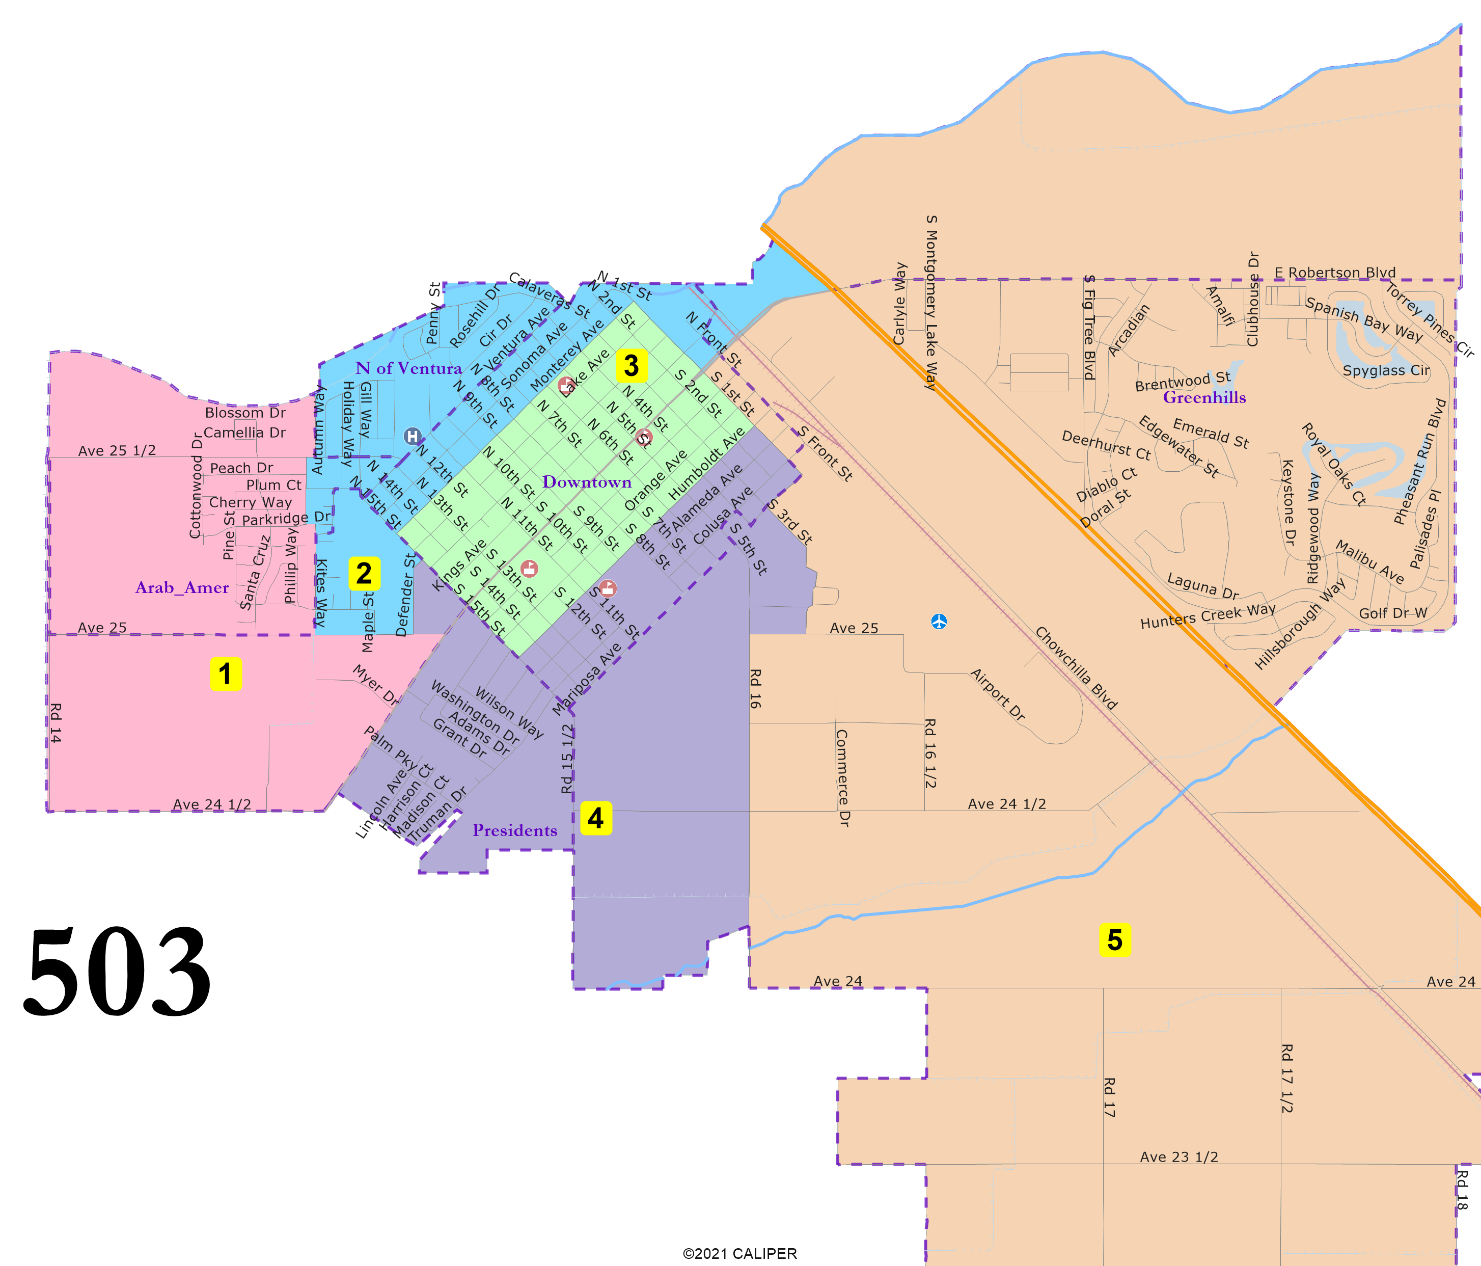 E Robertson Blvd
S Montgomery Lake Way
Carlyle Way
S Fig Tree Blvd
Arcadian
Amalfi
Clubhouse Dr
Spanish Bay Way
Torrey Pines Cir
Spyglass Cir
Brentwood St
Greenhills
Emerald St
Edgewater St
Deerhurst Ct
Diablo Ct
Doral St
Royal Oaks Ct
Keystone Dr
Ridgewood Way
Pheasant Run Blvd
Palisades Pl
Malibu Ave
Laguna Dr
Hunters Creek Way
Hillsborough Way
Golf Dr W
N 1st St
Calaveras St
N 2nd St
Penny St
Rosehill Dr
Cir Dr
Ventura Ave
Sonoma Ave
Monterey Ave
N Front St
N of Ventura
3
Lake Ave
N 8th St
N 9th St
S 1st St
S 2nd St
N 4th St
N 5th St
N 6th St
N 7th St
S Front St
Blossom Dr
Camellia Dr
Autumn Way
Holiday Way
Gill Way
H
Ave 25 1/2
Cottonwood Dr
Peach Dr
Plum Ct
Cherry Way
Parkridge Dr
Pine St
Santa Cruz
Phillip Way
Kites Way
N 12th St
N 13th St
N 14th St
N 15th St
N 10th St
N 11th St
Downtown
Orange Ave
Humboldt Ave
Alameda Ave
Colusa Ave
S 3rd St
S 5th St
S 7th St
S 8th St
S 9th St
S 10th St
Kings Ave
S 13th St
S 14th St
S 15th St
S 12th St
S 11th St
Mariposa Ave
Arab_Amer
2
Maple St
Defender St
Ave 25
1
Ave 25
Rd 14
Myer Dr
Wilson Way
Washington Dr
Adams Dr
Grant Dr
Palm Pky
Lincoln Ave
Harrison Ct
Madison Ct
Truman Dr
Ave 24 1/2
Presidents
Rd 15 1/2
4
Rd 16
Commerce Dr
Rd 16 1/2
Airport Dr
Chowchilla Blvd
Ave 24 1/2
5
503
Ave 24
Ave 24
Rd 17
Rd 17 1/2
Ave 23 1/2
Rd 18
©2021 CALIPER